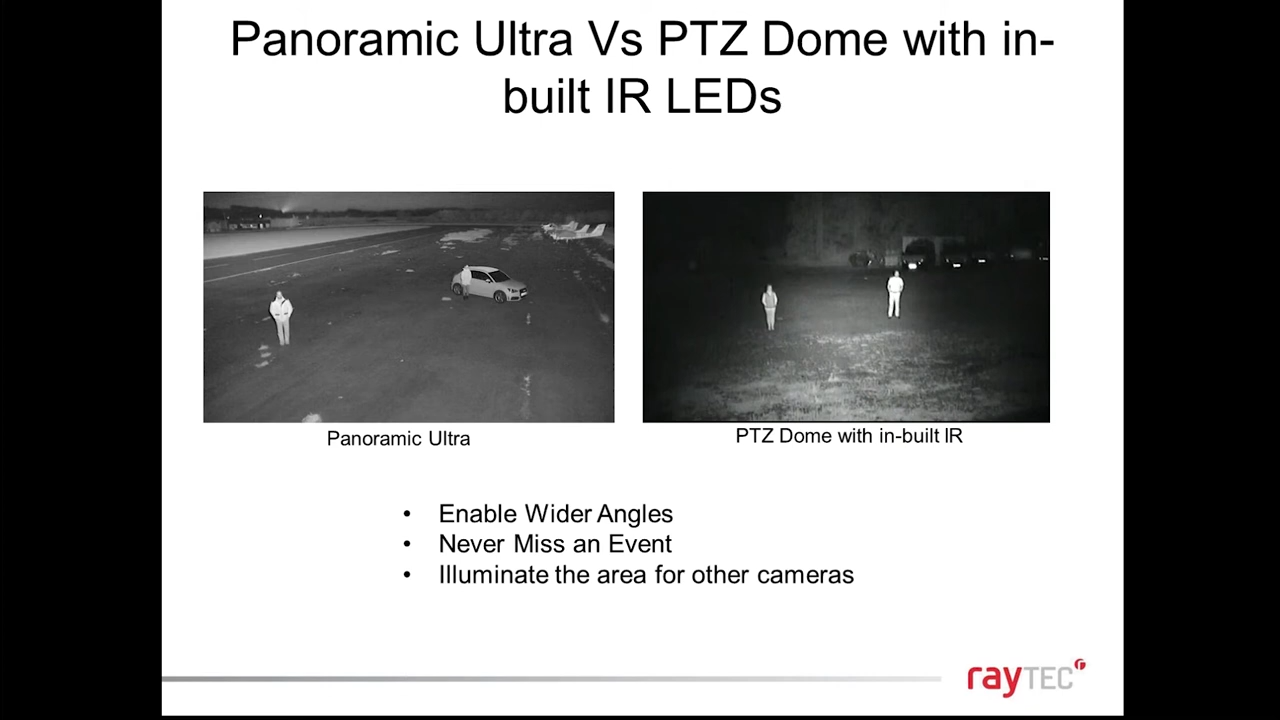 Panoramic Ultra Vs PTZ Dome with in-
built IR LEDs
Panoramic Ultra
PTZ Dome with in-built IR
• Enable Wider Angles
• Never Miss an Event
• Illuminate the area for other cameras
rayTEC